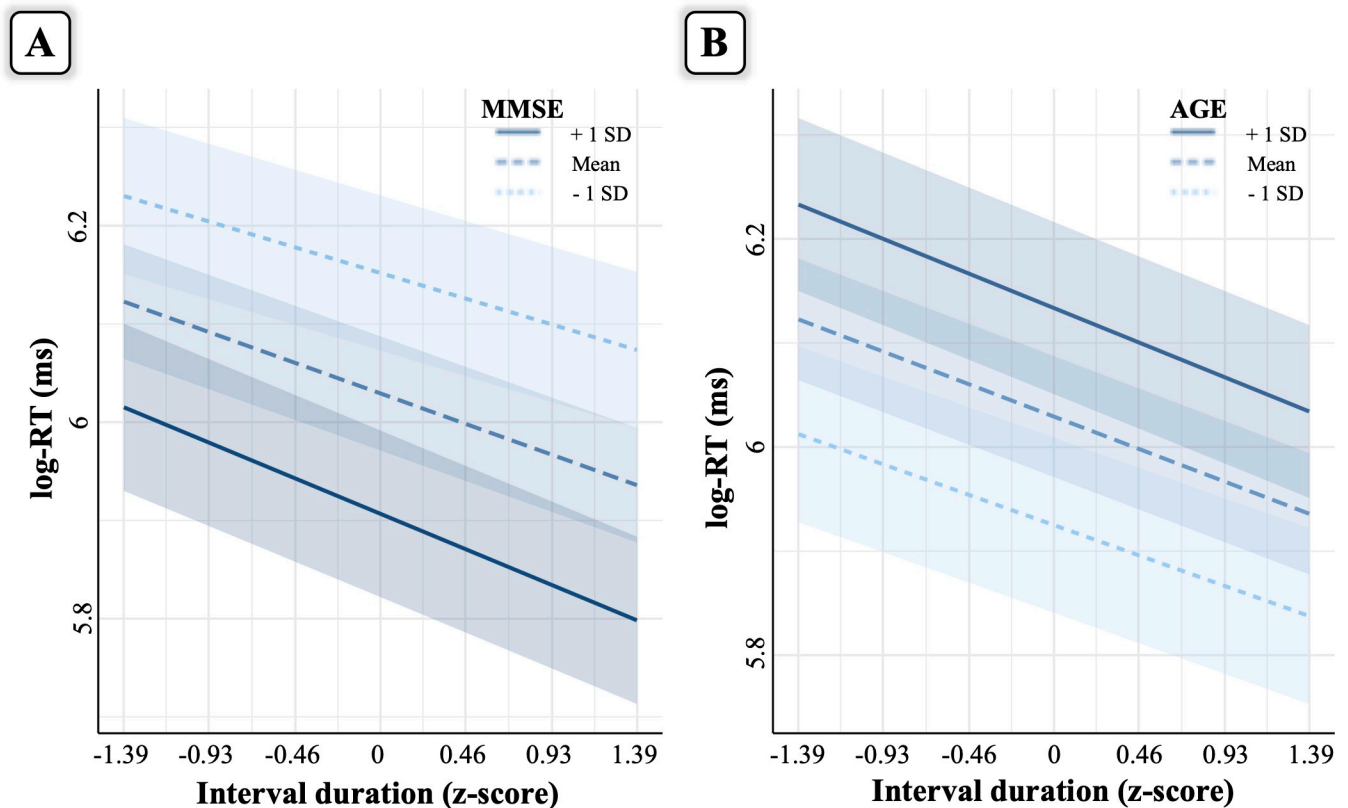 A
MMSE
+ 1 SD
Mean
- 1 SD
6.2
6
5.8
log-RT (ms)
-1.39 -0.93 -0.46 0 0.46 0.93 1.39
Interval duration (z-score)
B
AGE
+ 1 SD
Mean
- 1 SD
6.2
6
5.8
log-RT (ms)
-1.39 -0.93 -0.46 0 0.46 0.93 1.39
Interval duration (z-score)